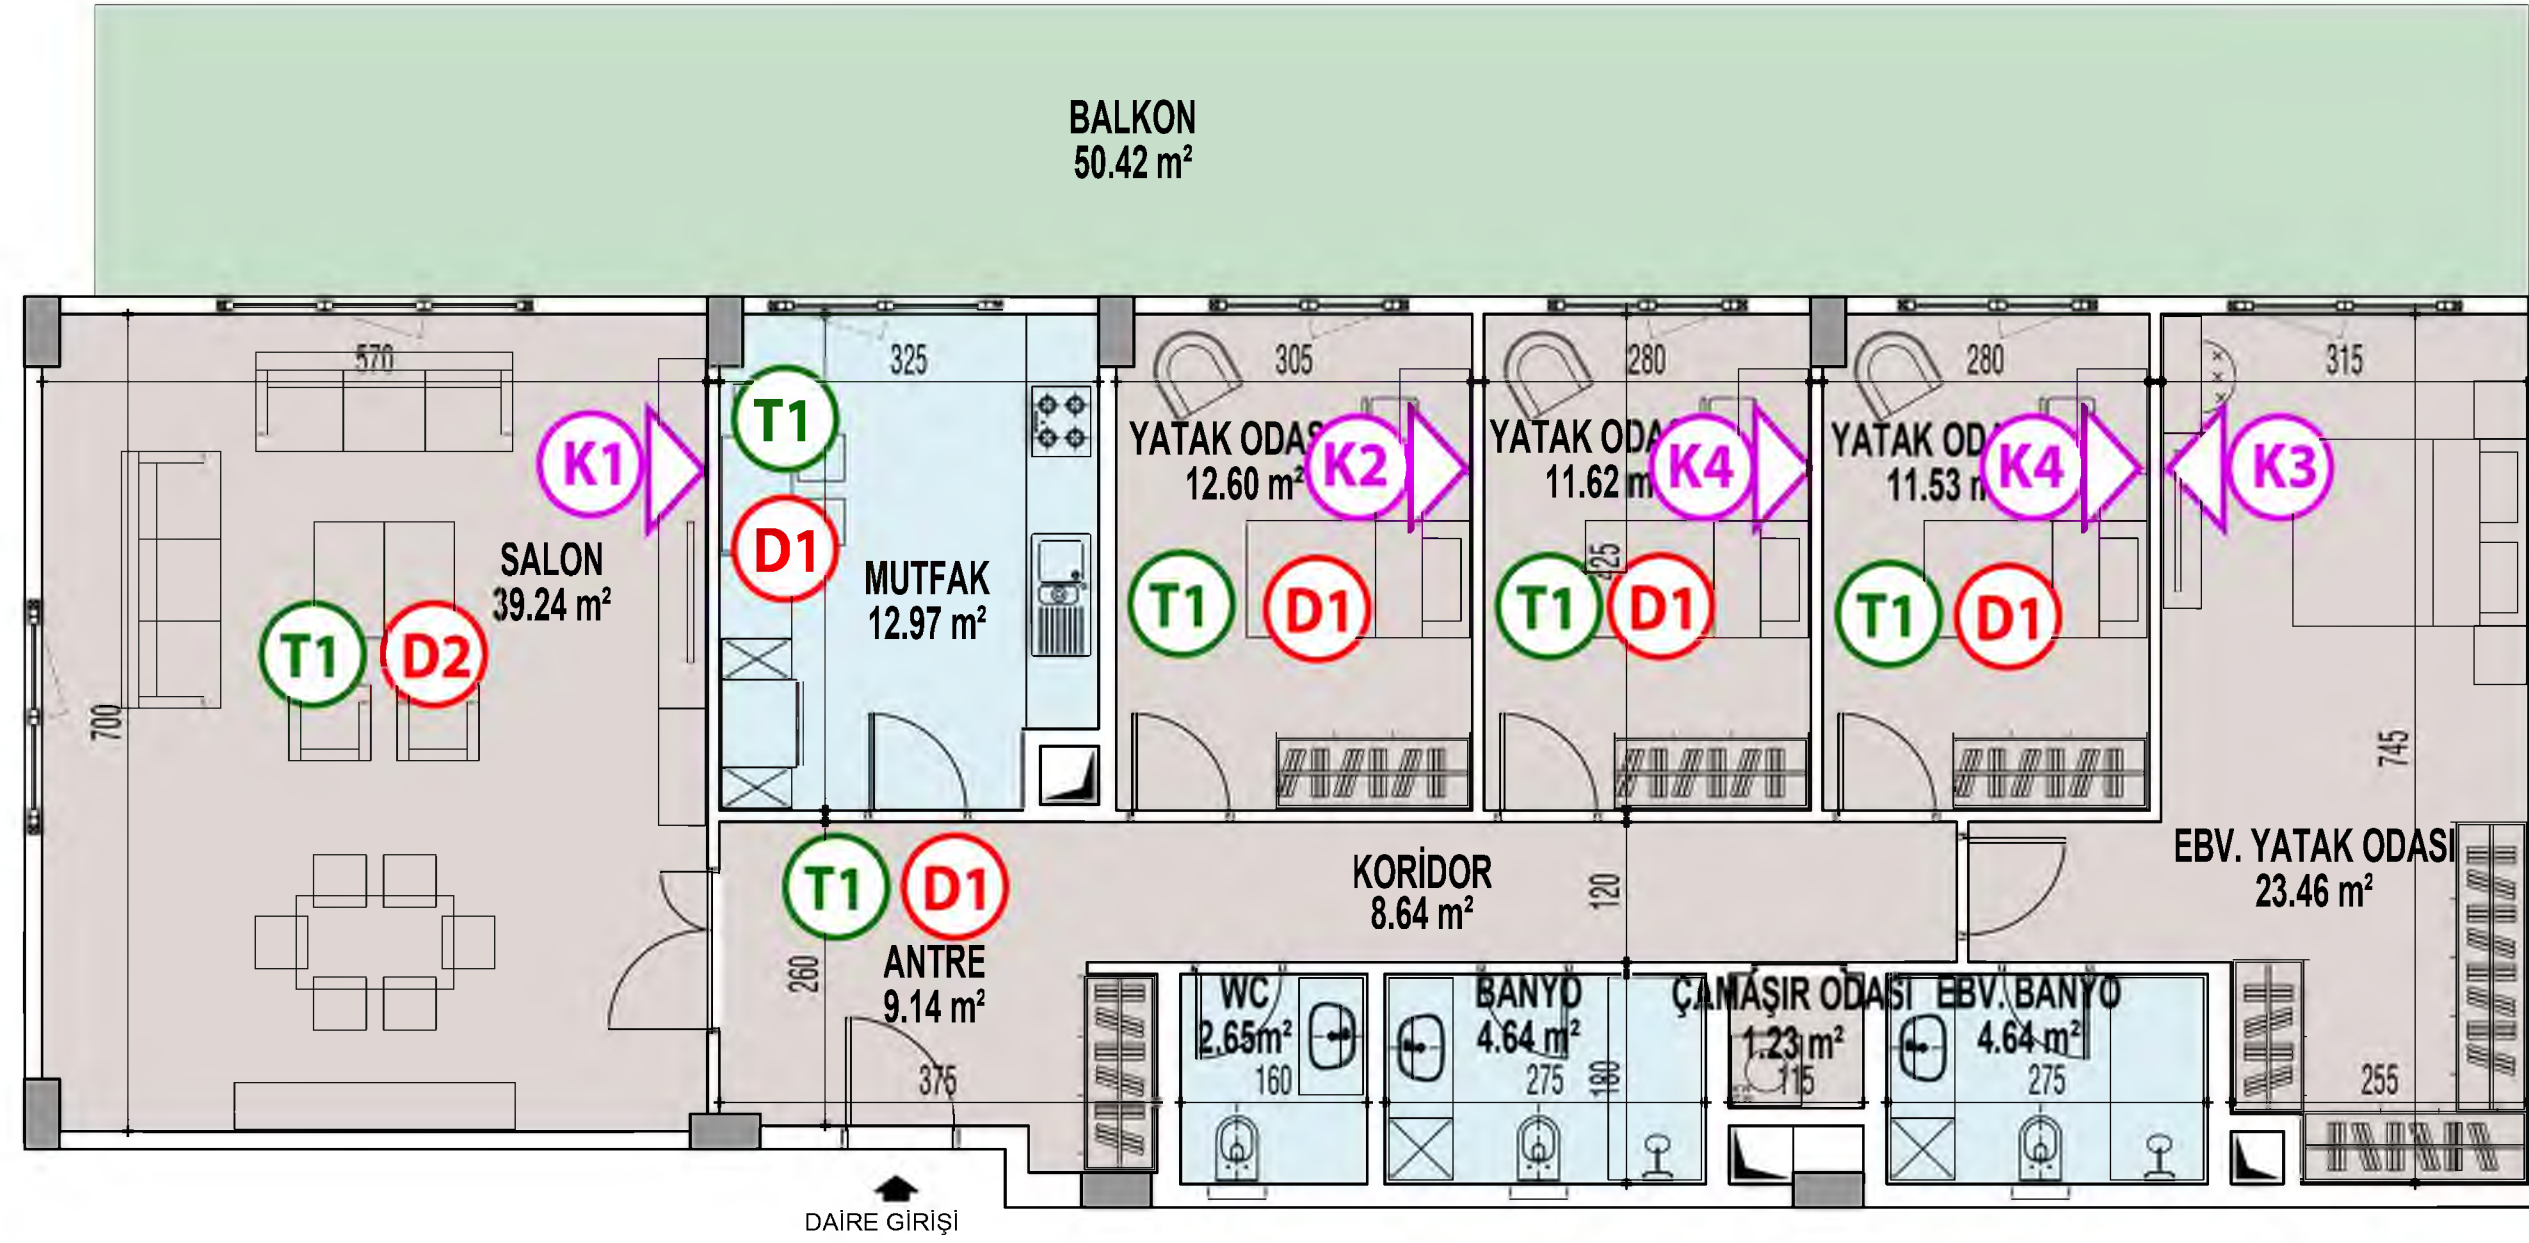 BALKON
50.42 m²
570
325
305
280
280
315
T1
K1
D1
SALON
39.24 m²
T1
D2
700
MUTFAK
12.97 m²
YATAK ODAS
12.60 m²
K2
T1
D1
YATAK ODA
11.62 m
K4
T1
D1
425
YATAK OD
11.53
K4
T1
D1
K3
745
EBV. YATAK ODASI
23.46 m²
T1
D1
ANTRE
9.14 m²
260
375
KORİDOR
8.64 m²
120
WC
2.65m²
160
BANYO
4.64 m²
275
180
ÇAMAŞIR ODASI
1.23 m²
115
EBV. BANYO
4.64 m²
275
255
DAİRE GİRİŞİ